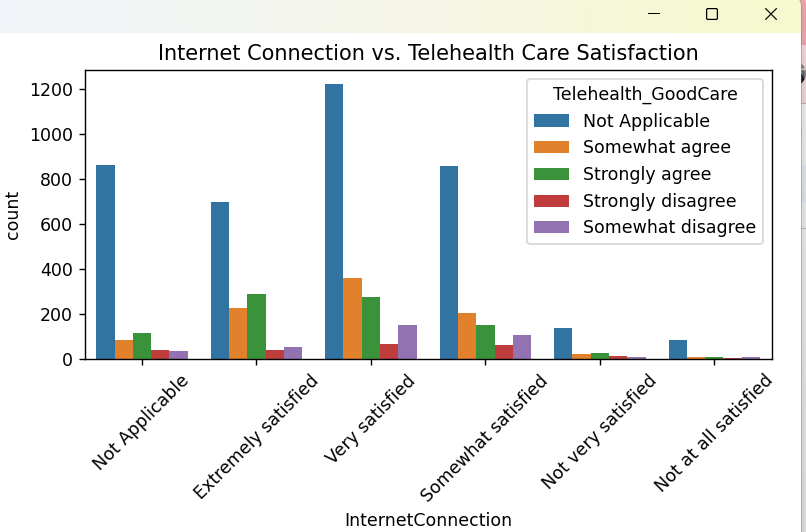 Internet Connection vs. Telehealth Care Satisfaction
Telehealth_GoodCare
Not Applicable
Somewhat agree
Strongly agree
Strongly disagree
Somewhat disagree
count
1200
1000
800
600
400
200
0
Not Applicable
Extremely satisfied
Very satisfied
Somewhat satisfied
Not very satisfied
Not at all satisfied
InternetConnection